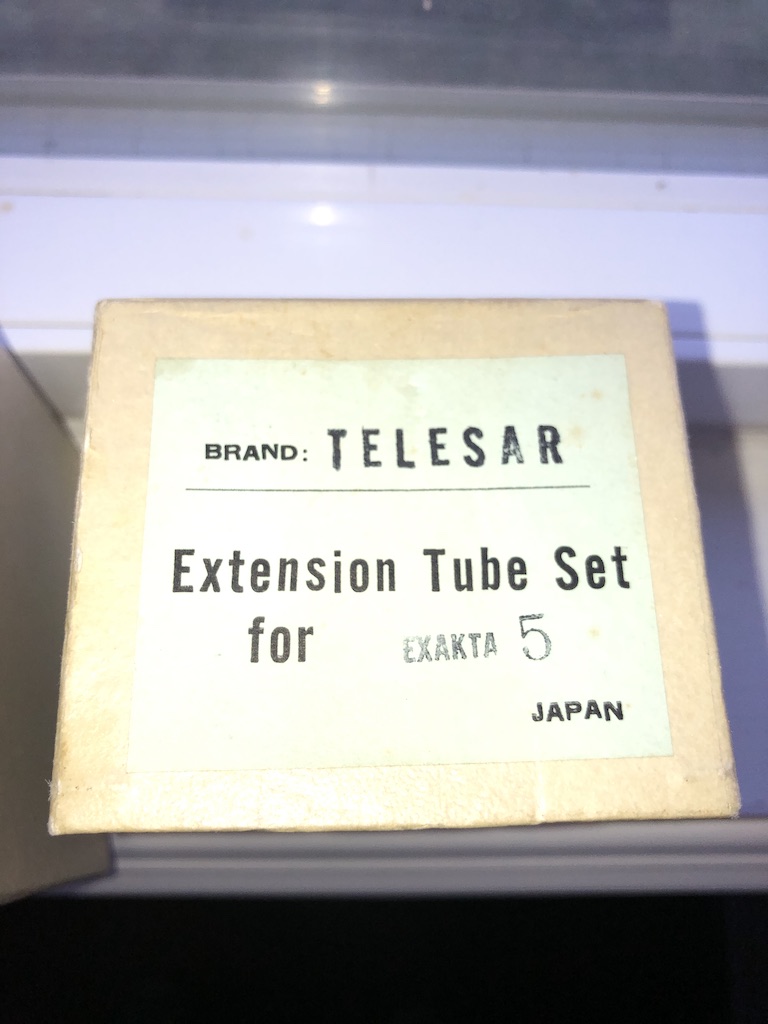 BRAND: TELESAR
Extension Tube Set
for EXAKTA 5
JAPAN